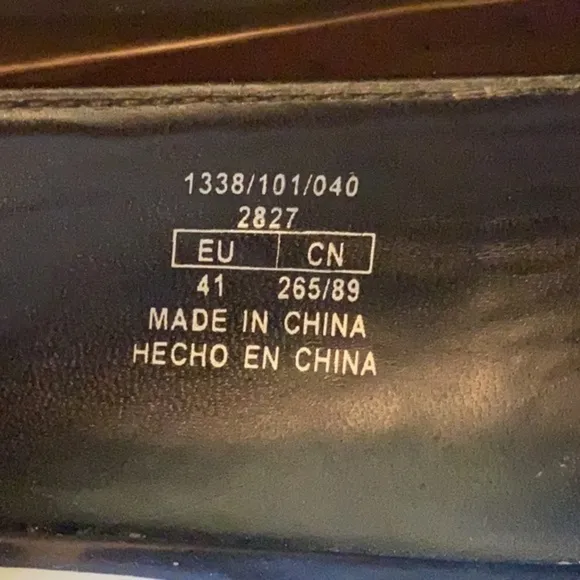 1338/101/040
2827
EU CN
41 265/89
MADE IN CHINA
HECHO EN CHINA